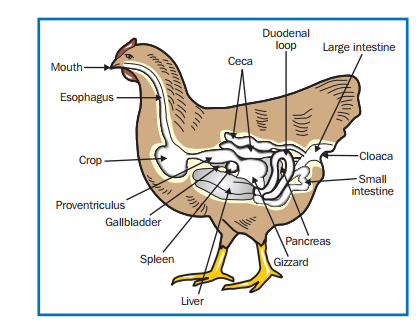 Duodenal
loop
Large intestine
Ceca
Mouth
Esophagus
Crop
Cloaca
Small
intestine
Proventriculus
Gallbladder
Pancreas
Spleen
Gizzard
Liver